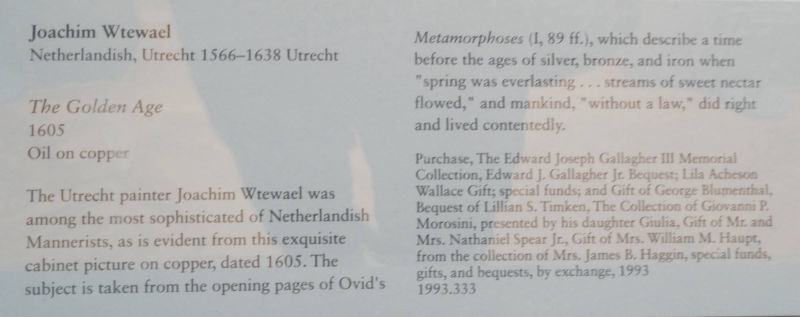 Joachim Wtewael
Netherlandish, Utrecht 1566–1638 Utrecht
The Golden Age
1605
Oil on copper
The Utrecht painter Joachim Wtewael was
among the most sophisticated of Netherlandish
Mannerists, as is evident from this exquisite
cabinet picture on copper, dated 1605. The
subject is taken from the opening pages of Ovid's
Metamorphoses (I, 89 ff.), which describe a time
before the ages of silver, bronze, and iron when
"spring was everlasting . . . streams of sweet nectar
flowed," and mankind, "without a law," did right
and lived contentedly.
Purchase, The Edward Joseph Gallagher III Memorial
Collection, Edward J. Gallagher Jr. Bequest; Lila Acheson
Wallace Gift; special funds; and Gift of George Blumenthal,
Bequest of Lillian S. Timken, The Collection of Giovanni P.
Morosini, presented by his daughter Giulia, Gift of Mr. and
Mrs. Nathaniel Spear Jr., Gift of Mrs. William M. Haupt,
from the collection of Mrs. James B. Haggin, special funds,
gifts, and bequests, by exchange, 1993
1993.333